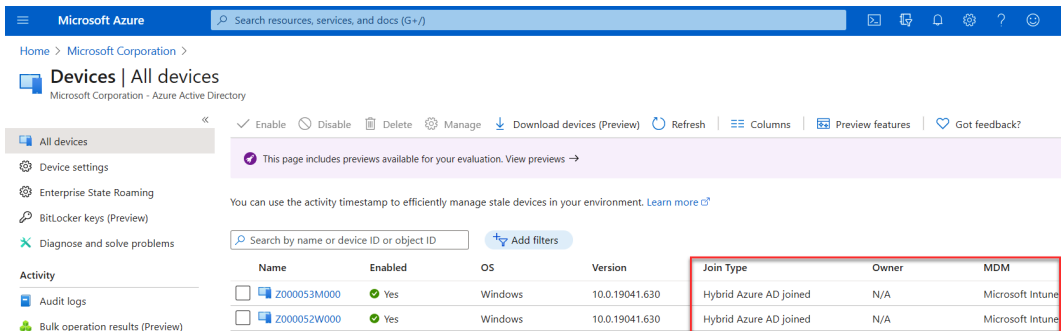 Microsoft Azure
Search resources, services, and docs (G+/)
Home > Microsoft Corporation >
Devices | All devices
Microsoft Corporation - Azure Active Directory
«
Enable Disable Delete Manage Download devices (Preview) Refresh Columns Preview features Got feedback?
All devices
This page includes previews available for your evaluation. View previews →
Device settings
Enterprise State Roaming
You can use the activity timestamp to efficiently manage stale devices in your environment. Learn more
BitLocker keys (Preview)
Diagnose and solve problems
Search by name or device ID or object ID
Add filters
Activity
Name Enabled OS Version Join Type Owner MDM
Audit logs
Z000053M000 Yes Windows 10.0.19041.630 Hybrid Azure AD joined N/A Microsoft Intune
Bulk operation results (Preview)
Z000052W000 Yes Windows 10.0.19041.630 Hybrid Azure AD joined N/A Microsoft Intune